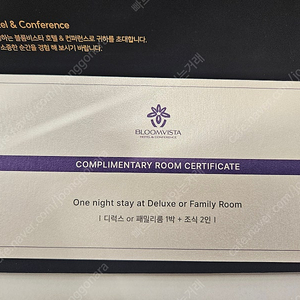 tel & Conference
하는 블룸비스타 호텔 & 컨퍼런스로 귀하를 초대합니다.
소중한 순간을 경험 해 보시기 바랍니다.
BLOOMVISTA
HOTEL & CONFERENCE
COMPLIMENTARY ROOM CERTIFICATE
One night stay at Deluxe or Family Room
| 디럭스 or 패밀리룸 1박 + 조식 2인 |